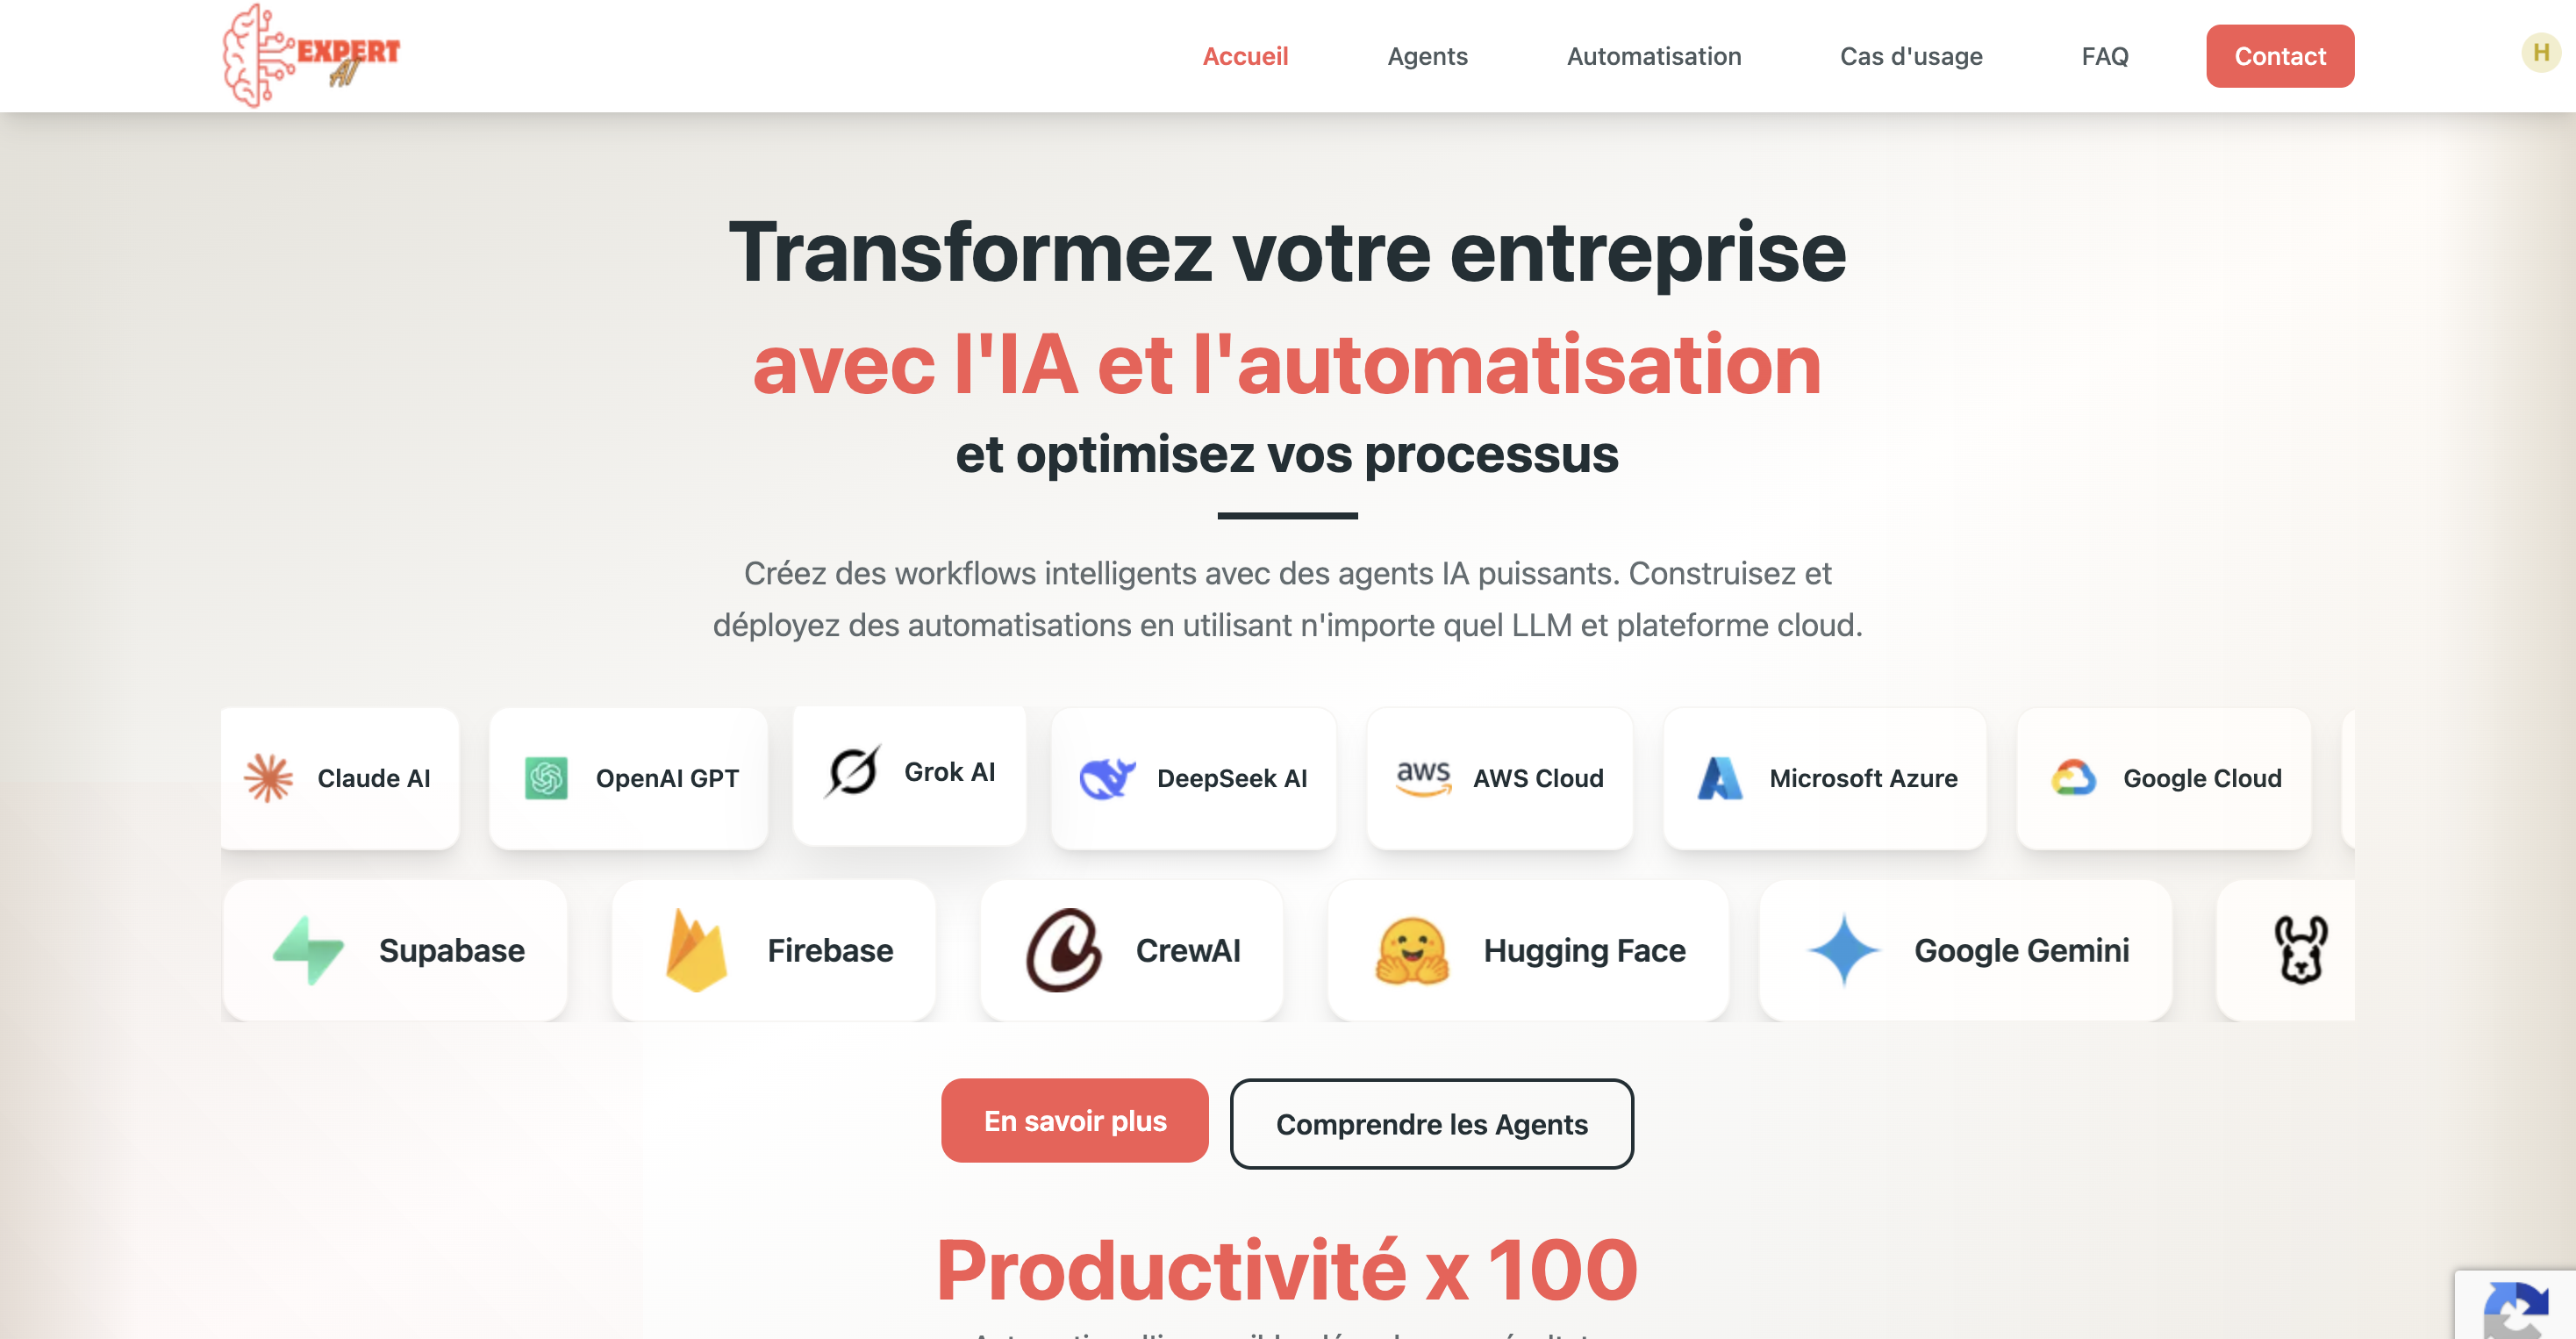 EXPERT
AI
Accueil
Agents
Automatisation
Cas d'usage
FAQ
Contact
H
Transformez votre entreprise
avec l'IA et l'automatisation
et optimisez vos processus
Créez des workflows intelligents avec des agents IA puissants. Construisez et
déployez des automatisations en utilisant n'importe quel LLM et plateforme cloud.
Claude AI
OpenAI GPT
Grok AI
DeepSeek AI
aws
AWS Cloud
Microsoft Azure
Google Cloud
Supabase
Firebase
CrewAI
Hugging Face
Google Gemini
En savoir plus
Comprendre les Agents
Productivité x 100